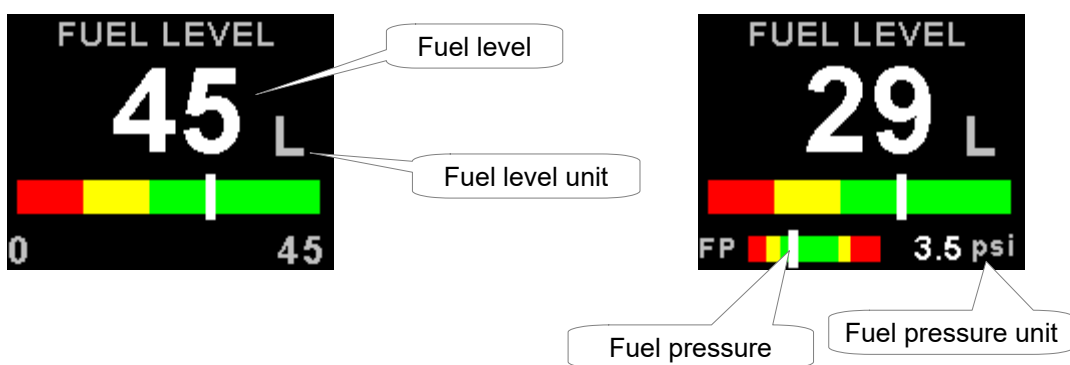 FUEL LEVEL
45 L
0 45
Fuel level
Fuel level unit
FUEL LEVEL
29 L
FP 3.5 psi
Fuel pressure
Fuel pressure unit